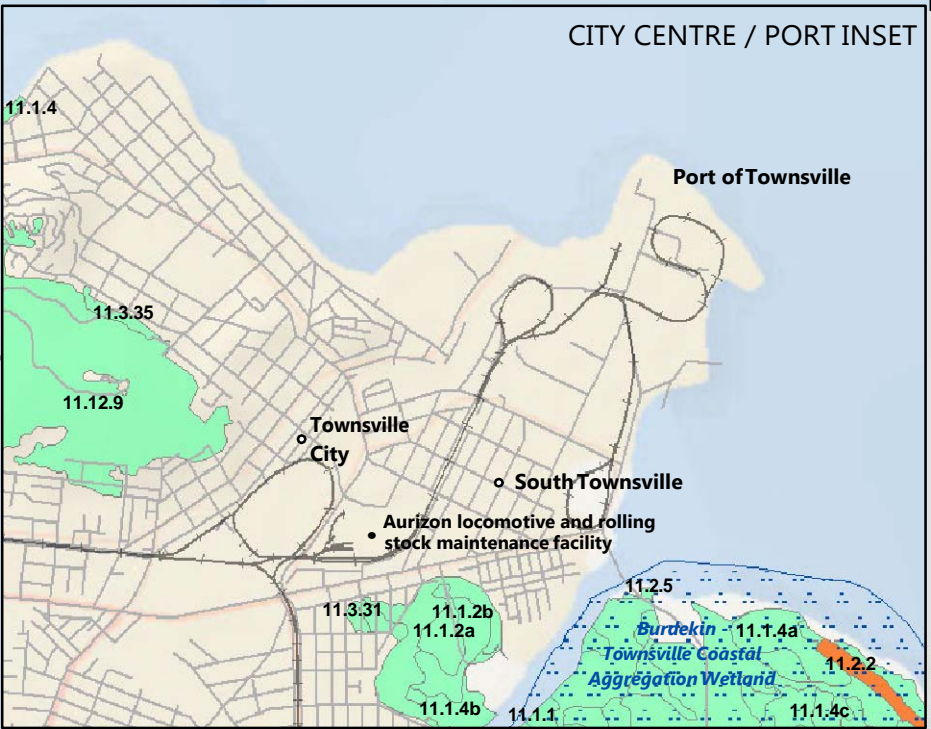 CITY CENTRE / PORT INSET
11.1.4
Port of Townsville
11.3.35
11.12.9
Townsville
City
South Townsville
Aurizon locomotive and rolling
stock maintenance facility
11.2.5
11.3.31
11.1.2b
11.1.2a
Burdekin -
Townsville Coastal
Aggregation Wetland
11.1.4a
11.2.2
11.1.4b
11.1.1
11.1.4c